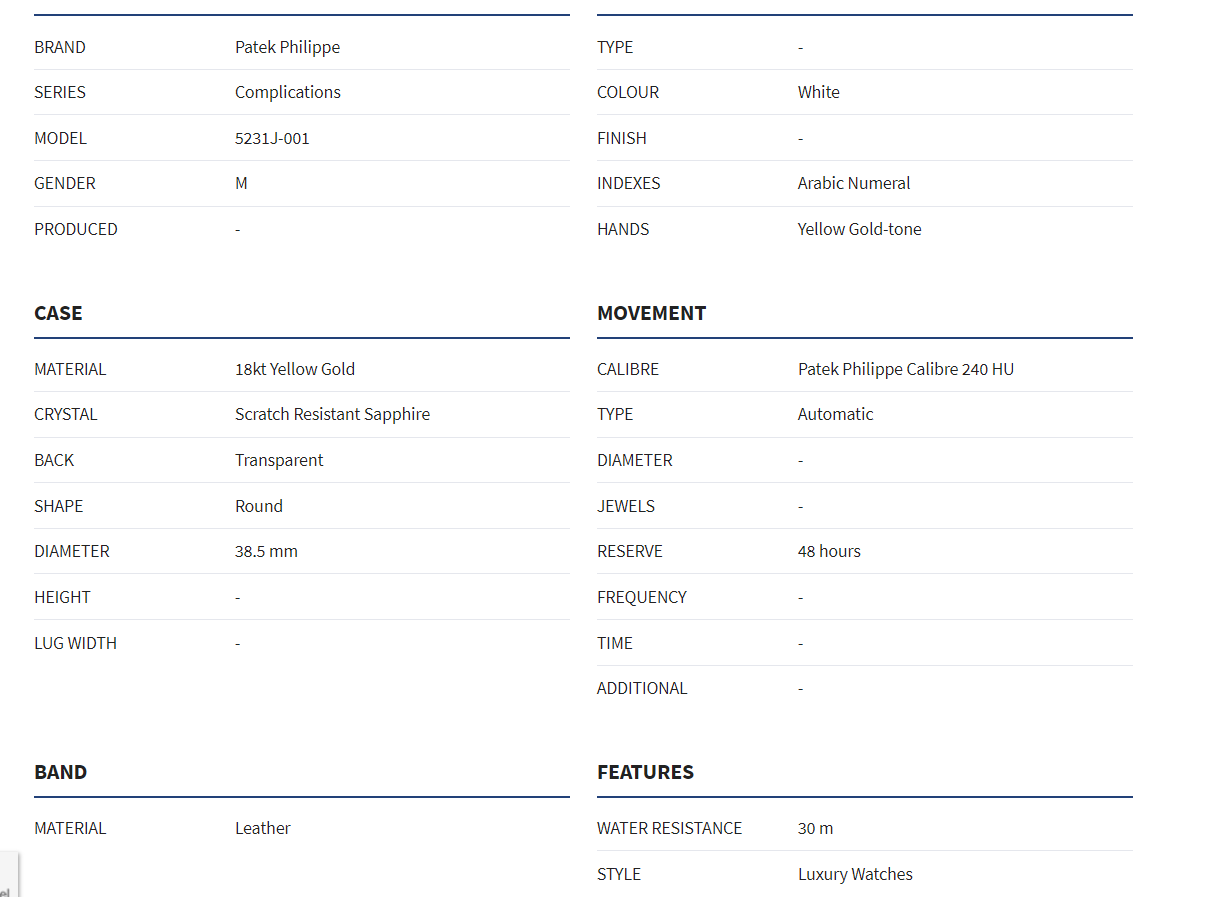 BRAND Patek Philippe
SERIES Complications
MODEL 5231J-001
GENDER M
PRODUCED -
TYPE -
COLOUR White
FINISH -
INDEXES Arabic Numeral
HANDS Yellow Gold-tone
CASE
MATERIAL 18kt Yellow Gold
CRYSTAL Scratch Resistant Sapphire
BACK Transparent
SHAPE Round
DIAMETER 38.5 mm
HEIGHT -
LUG WIDTH -
MOVEMENT
CALIBRE Patek Philippe Calibre 240 HU
TYPE Automatic
DIAMETER -
JEWELS -
RESERVE 48 hours
FREQUENCY -
TIME -
ADDITIONAL -
BAND
MATERIAL Leather
FEATURES
WATER RESISTANCE 30 m
STYLE Luxury Watches